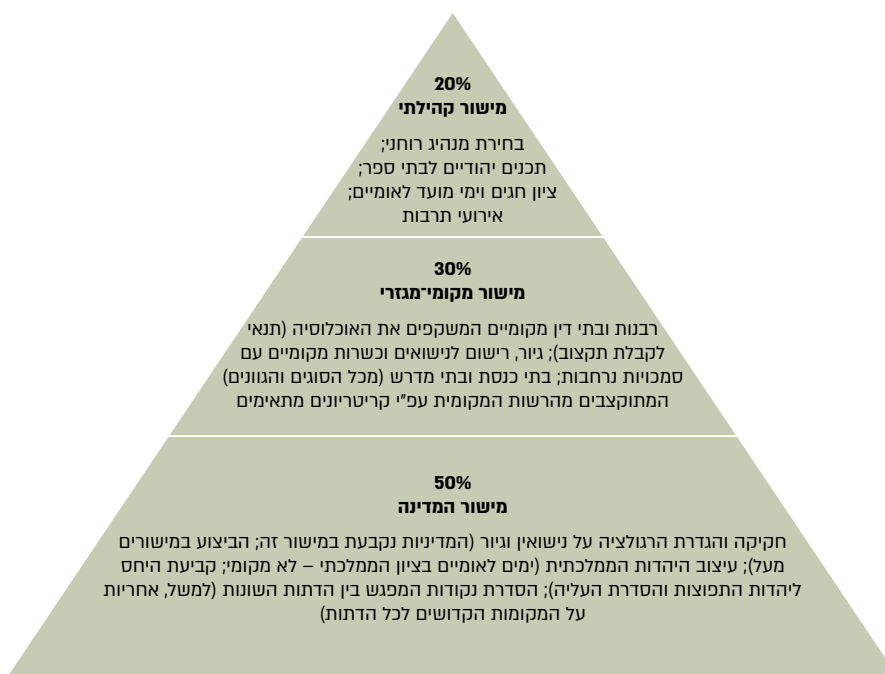 20%
מישור קהילתי
בחירת מנהיג רוחני;
תכנים יהודיים לבתי ספר;
ציון חגים וימי מועד לאומיים;
אירועי תרבות
30%
מישור מקומי־מגזרי
רבנות ובתי דין מקומיים המשקפים את האוכלוסיה (תנאי
לקבלת תקצוב); גיור, רישום לנישואים וכשרות מקומיים עם
סמכויות נרחבות; בתי כנסת ובתי מדרש (מכל הסוגים והגוונים)
המתוקצבים מהרשות המקומית עפ"י קריטריונים מתאימים
50%
מישור המדינה
חקיקה והגדרת הרגולציה על נישואין וגיור (המדיניות נקבעת במישור זה; הביצוע במישורים
מעל); עיצוב היהדות הממלכתית (ימים לאומיים בציון הממלכתי – לא מקומי; קביעת היחס
ליהדות התפוצות והסדרת העליה); הסדרת נקודות המפגש בין הדתות השונות (למשל, אחריות
על המקומות הקדושים לכל הדתות)